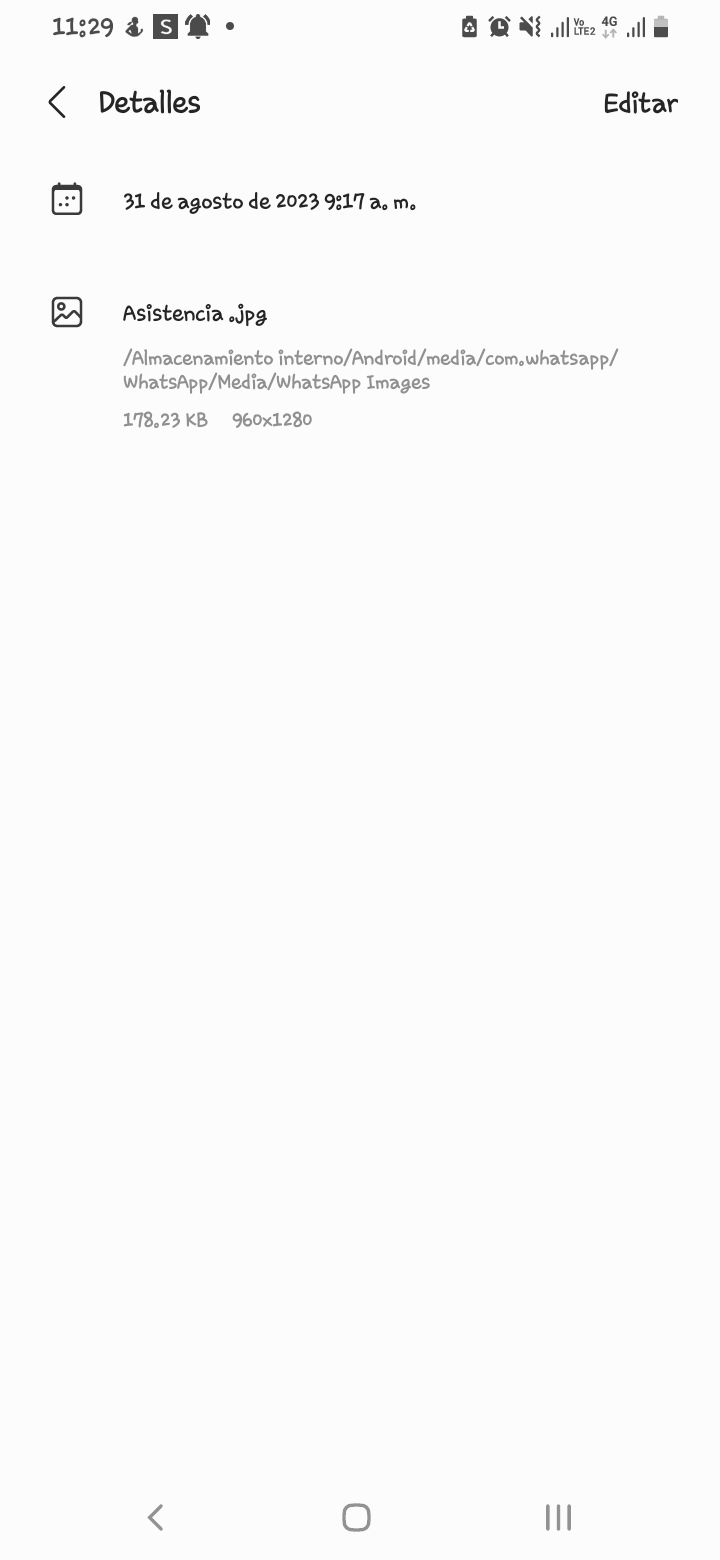 11:29 S Vo LTE2 4G
Detalles Editar
31 de agosto de 2023 9:17 a. m.
Asistencia .jpg
/Almacenamiento interno/Android/media/com.whatsapp/
WhatsApp/Media/WhatsApp Images
178.23 KB 960x1280